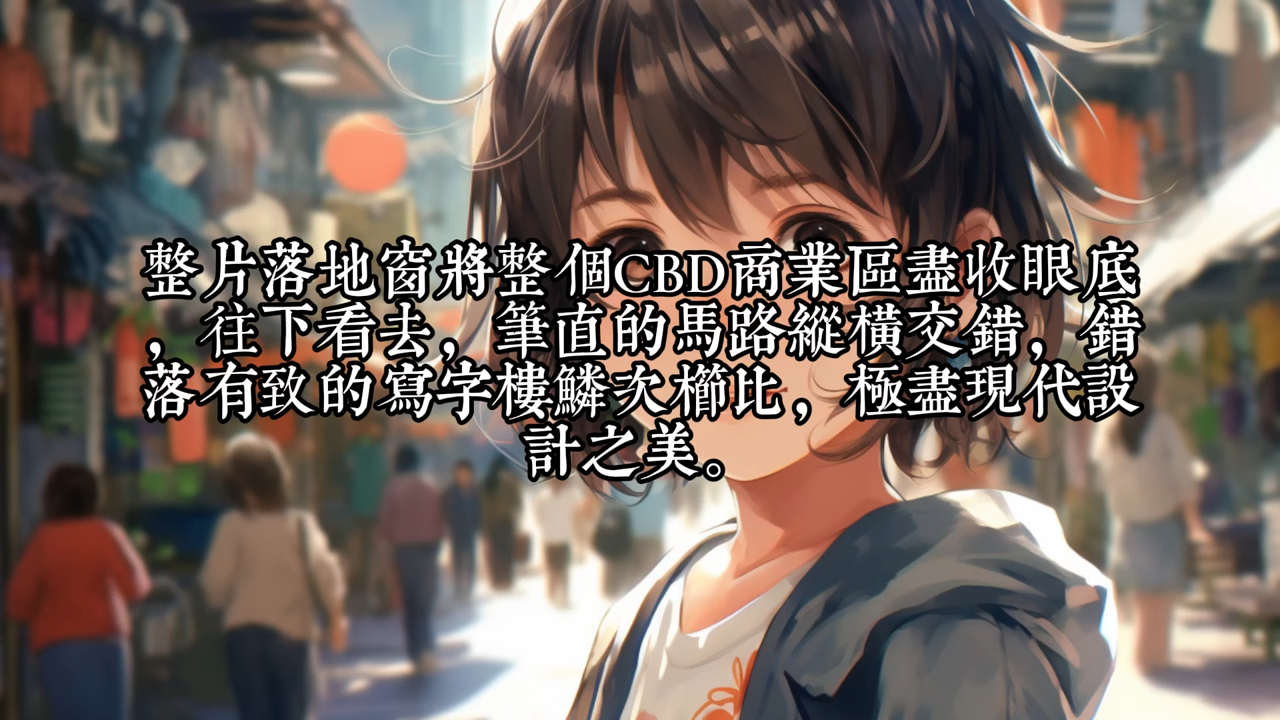 整片落地窗將整個CBD商業區盡收眼底
，往下看去，筆直的馬路縱橫交錯，錯
落有致的寫字樓鱗次櫛比，極盡現代設
計之美。